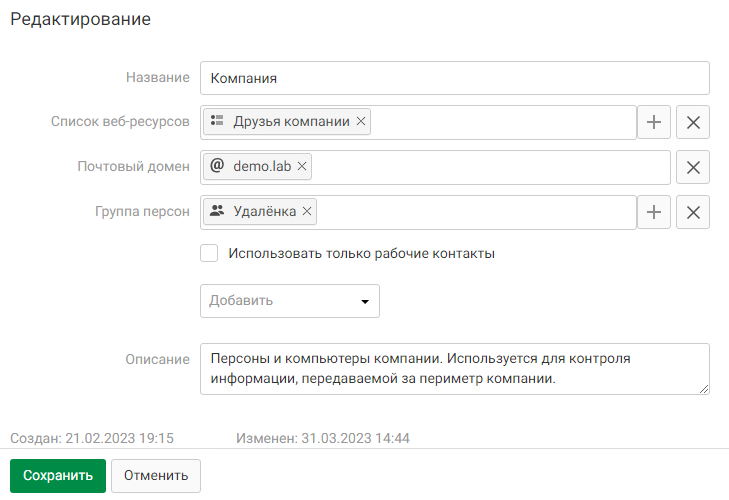 Редактирование
Название Компания
Список веб-ресурсов Друзья компании
Почтовый домен @ demo.lab
Группа персон Удалёнка
Использовать только рабочие контакты
Добавить
Описание Персоны и компьютеры компании. Используется для контроля
информации, передаваемой за периметр компании.
Создан: 21.02.2023 19:15 Изменен: 31.03.2023 14:44
Сохранить Отменить